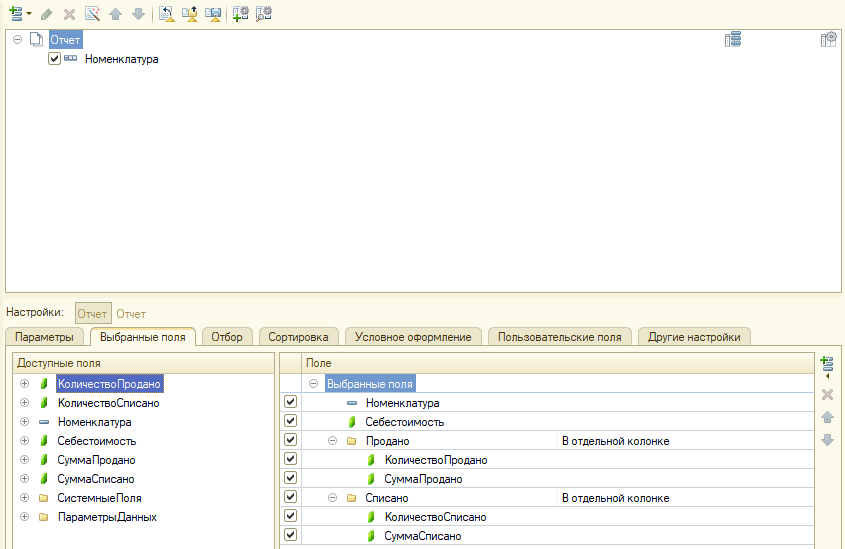 Отчет
Номенклатура
Настройки: Отчет Отчет
Параметры Выбранные поля Отбор Сортировка Условное оформление Пользовательские поля Другие настройки
Доступные поля Поле
КоличествоПродано Выбранные поля
КоличествоСписано Номенклатура
Номенклатура Себестоимость
Себестоимость Продано В отдельной колонке
СуммаПродано КоличествоПродано
СуммаСписано СуммаПродано
СистемныеПоля Списано В отдельной колонке
ПараметрыДанных КоличествоСписано
СуммаСписано